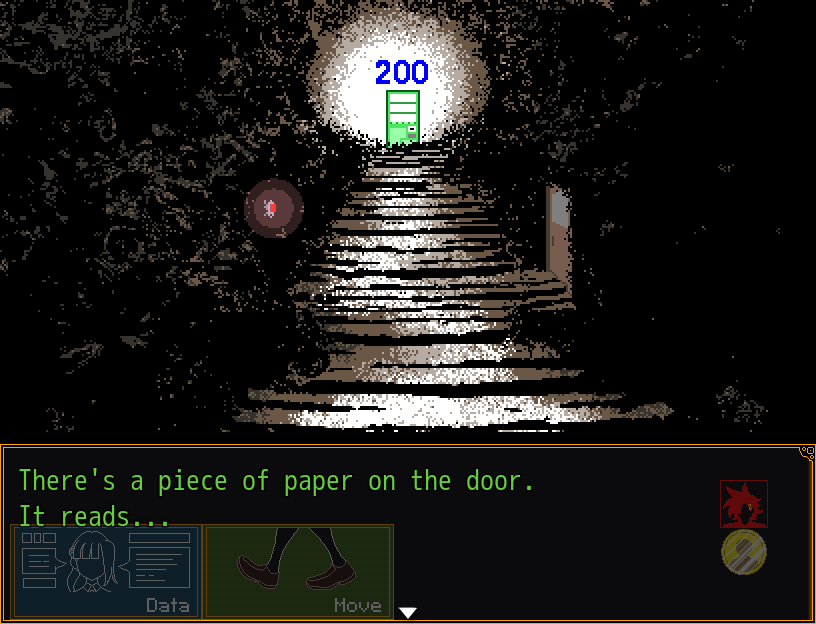 200
There's a piece of paper on the door.
It reads...
Data
Move